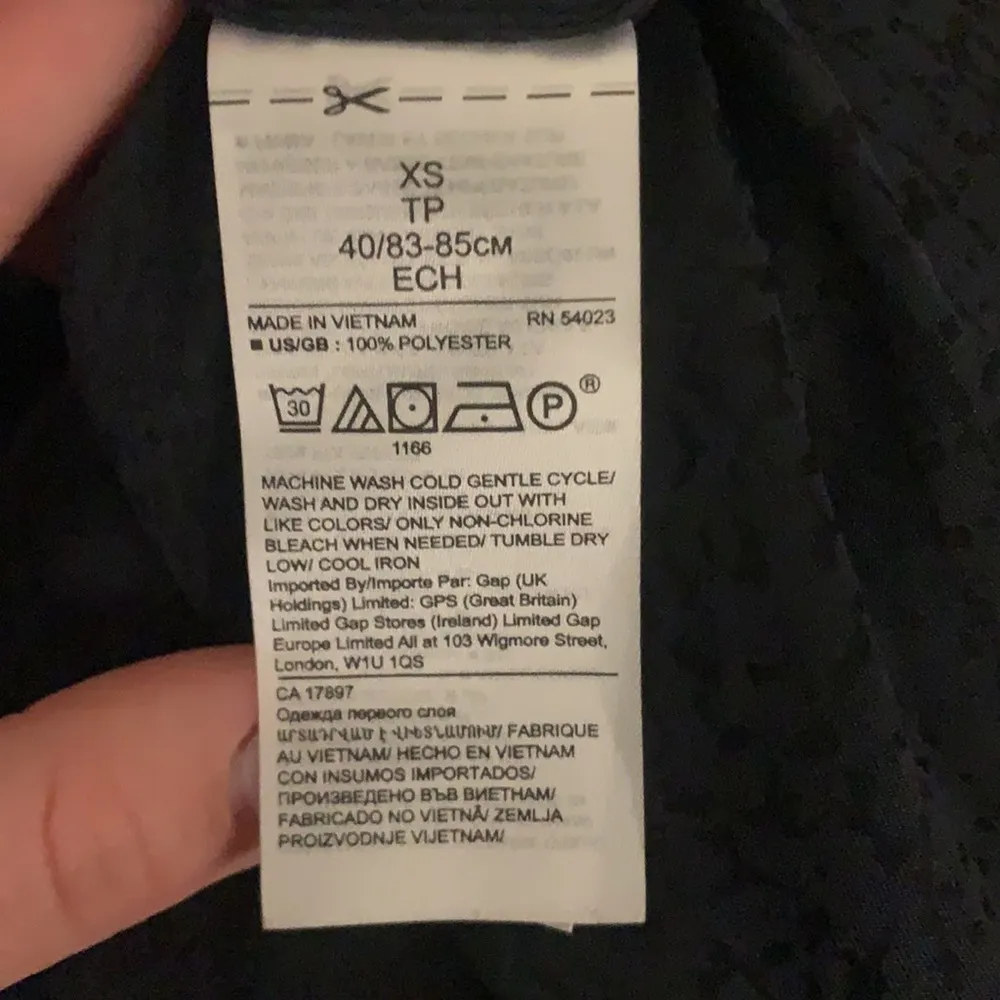 XS
TP
40/83-85CM
ECH
MADE IN VIETNAM RN 54023
■ US/GB : 100% POLYESTER
30 P ®
1166
MACHINE WASH COLD GENTLE CYCLE/
WASH AND DRY INSIDE OUT WITH
LIKE COLORS/ ONLY NON-CHLORINE
BLEACH WHEN NEEDED/ TUMBLE DRY
LOW/ COOL IRON
Imported By/Importe Par: Gap (UK
Holdings) Limited: GPS (Great Britain)
Limited Gap Stores (Ireland) Limited Gap
Europe Limited All at 103 Wigmore Street,
London, W1U 1QS
CA 17897
Одежда первого слоя
ԱՐՏԱԴՐՎԱԾ Է ՎԻԵՏՆԱՄՈՒՄ/ FABRIQUE
AU VIETNAM/ HECHO EN VIETNAM
CON INSUMOS IMPORTADOS/
ПРОИЗВЕДЕНО ВЪВ ВИЕТНАМ/
FABRICADO NO VIETNÃ/ ZEMLJA
PROIZVODNJE VIJETNAM/